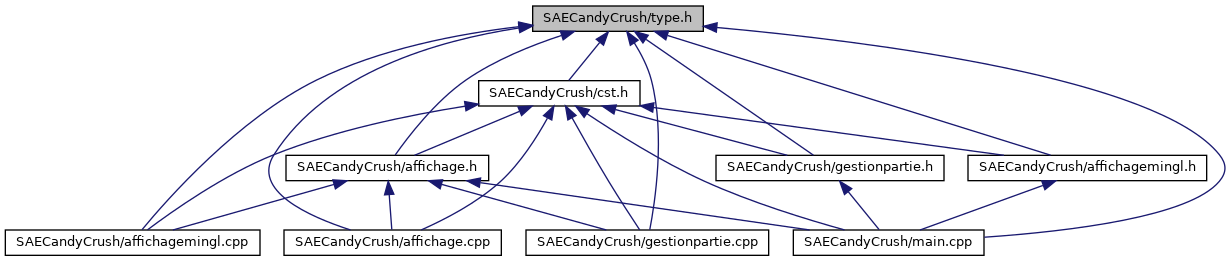 SAECandyCrush/type.h
SAECandyCrush/cst.h
SAECandyCrush/affichage.h
SAECandyCrush/gestionpartie.h
SAECandyCrush/affichagemingl.h
SAECandyCrush/affichagemingl.cpp
SAECandyCrush/affichage.cpp
SAECandyCrush/gestionpartie.cpp
SAECandyCrush/main.cpp